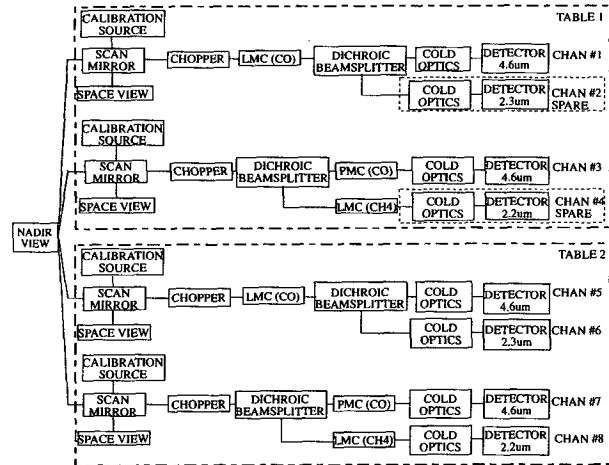 TABLE 1
CALIBRATION
SOURCE
SCAN
MIRROR
CHOPPER
LMC (CO)
DICHROIC
BEAMSPLITTER
COLD
OPTICS
DETECTOR
4.6um
CHAN #1
SPACE VIEW
COLD
OPTICS
DETECTOR
2.3um
CHAN #2
SPARE
CALIBRATION
SOURCE
SCAN
MIRROR
CHOPPER
DICHROIC
BEAMSPLITTER
PMC (CO)
COLD
OPTICS
DETECTOR
4.6um
CHAN #3
SPACE VIEW
LMC (CH4)
COLD
OPTICS
DETECTOR
2.2um
CHAN #4
SPARE
NADIR
VIEW
TABLE 2
CALIBRATION
SOURCE
SCAN
MIRROR
CHOPPER
LMC (CO)
DICHROIC
BEAMSPLITTER
COLD
OPTICS
DETECTOR
4.6um
CHAN #5
SPACE VIEW
COLD
OPTICS
DETECTOR
2.3um
CHAN #6
CALIBRATION
SOURCE
SCAN
MIRROR
CHOPPER
DICHROIC
BEAMSPLITTER
PMC (CO)
COLD
OPTICS
DETECTOR
4.6um
CHAN #7
SPACE VIEW
LMC (CH4)
COLD
OPTICS
DETECTOR
2.2um
CHAN #8